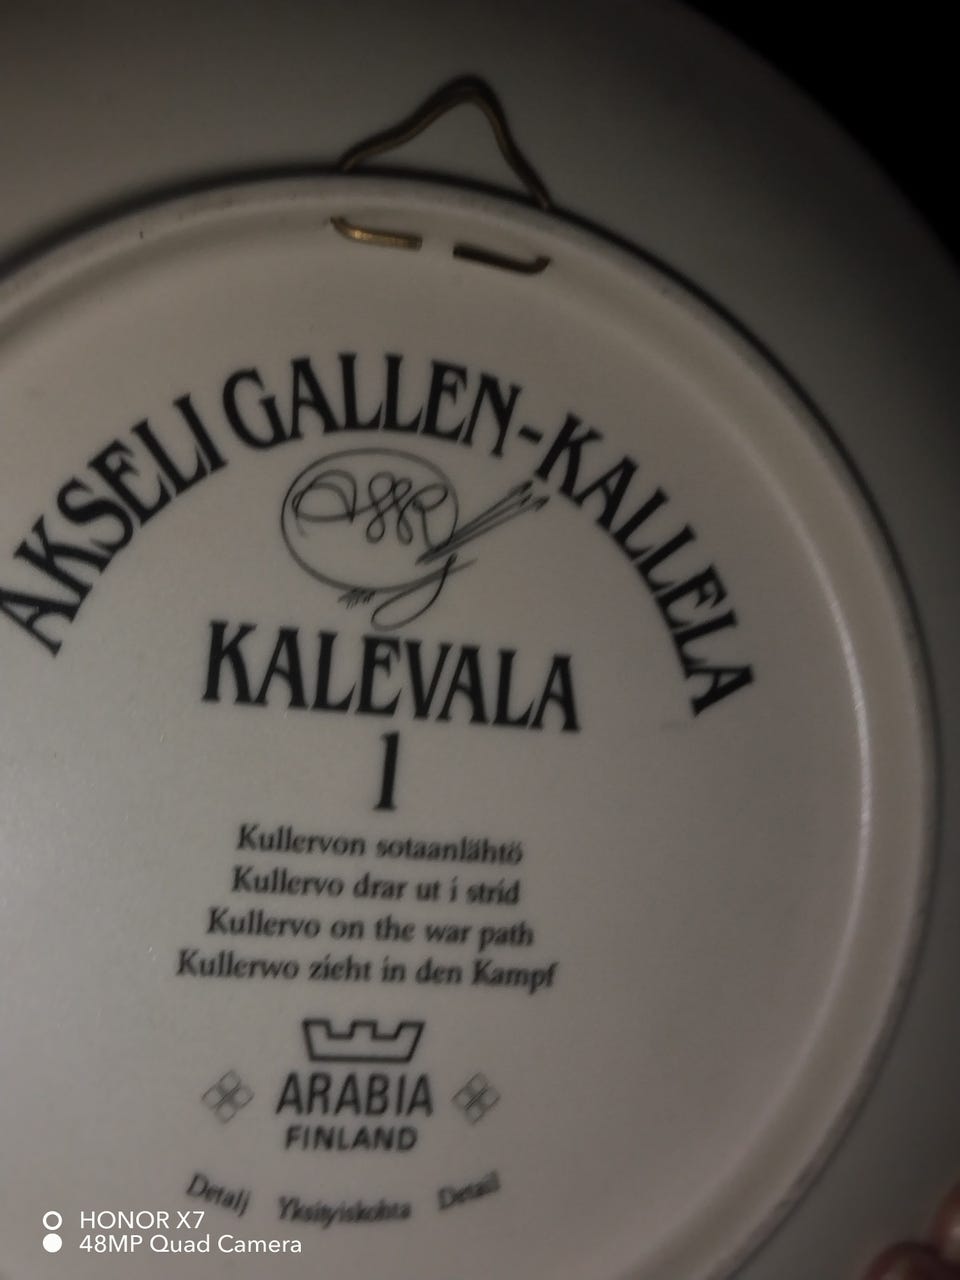 AKSELI GALLEN-KALLELA
KALEVALA
1
Kullervon sotaanlähtö
Kullervo drar ut i strid
Kullervo on the war path
Kullerwo zieht in den Kampf
ARABIA
FINLAND
Detalj Yksityiskohta Detail
HONOR X7
48MP Quad Camera